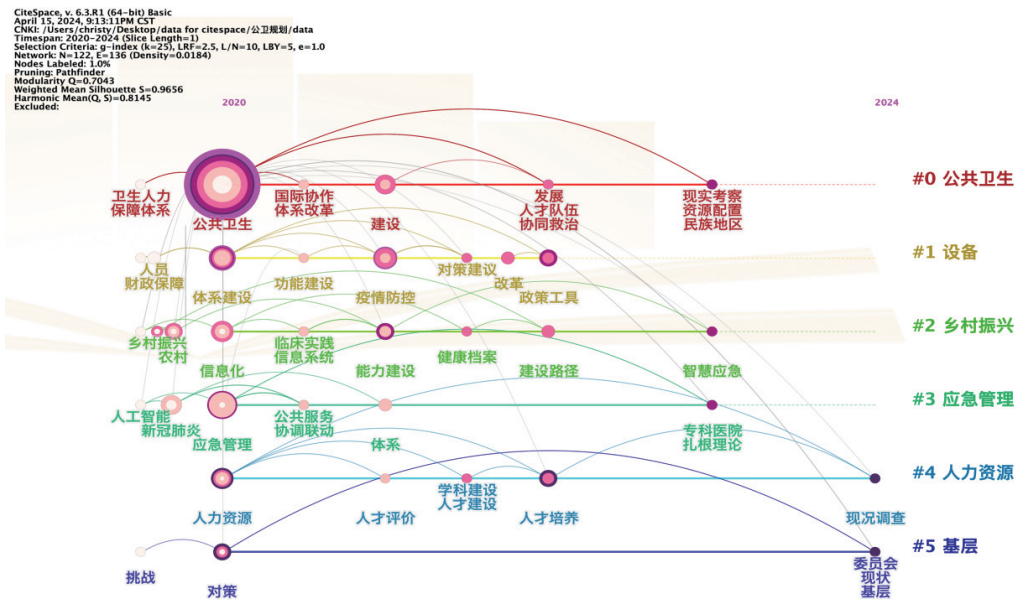 CiteSpace, v. 6.3.R1 (64-bit) Basic
April 15, 2024, 9:13:11PM CST
CNKI: /Users/christy/Desktop/data for citespace/公卫规划/data
Timespan: 2020-2024 (Slice Length=1)
Selection Criteria: g-index (k=25), LRF=2.5, L/N=10, LBY=5, e=1.0
Network: N=122, E=136 (Density=0.0184)
Nodes Labeled: 1.0%
Pruning: Pathfinder
Modularity Q=0.7043
Weighted Mean Silhouette S=0.9656
Harmonic Mean(Q, S)=0.8145
Excluded:
2020
2024
卫生人力
保障体系
公共卫生
国际协作
体系改革
建设
发展
人才队伍
协同救治
现实考察
资源配置
民族地区
#0 公共卫生
人员
财政保障
体系建设
功能建设
疫情防控
对策建议
改革
政策工具
#1 设备
乡村振兴
农村
信息化
临床实践
信息系统
能力建设
健康档案
建设路径
智慧应急
#2 乡村振兴
人工智能
新冠肺炎
应急管理
公共服务
协调联动
体系
专科医院
扎根理论
#3 应急管理
人力资源
人才评价
学科建设
人才建设
人才培养
现况调查
#4 人力资源
挑战
对策
委员会
现状
基层
#5 基层